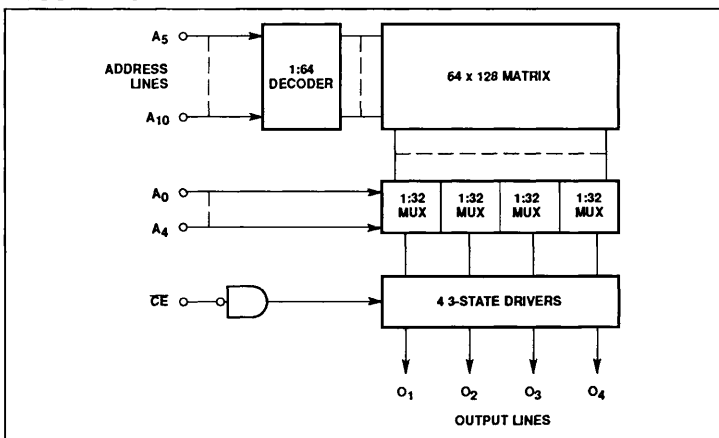 A5
ADDRESS
LINES
A10
1:64
DECODER
64 x 128 MATRIX
A0
A4
1:32
MUX
1:32
MUX
1:32
MUX
1:32
MUX
CE
4 3-STATE DRIVERS
O1
O2
O3
O4
OUTPUT LINES